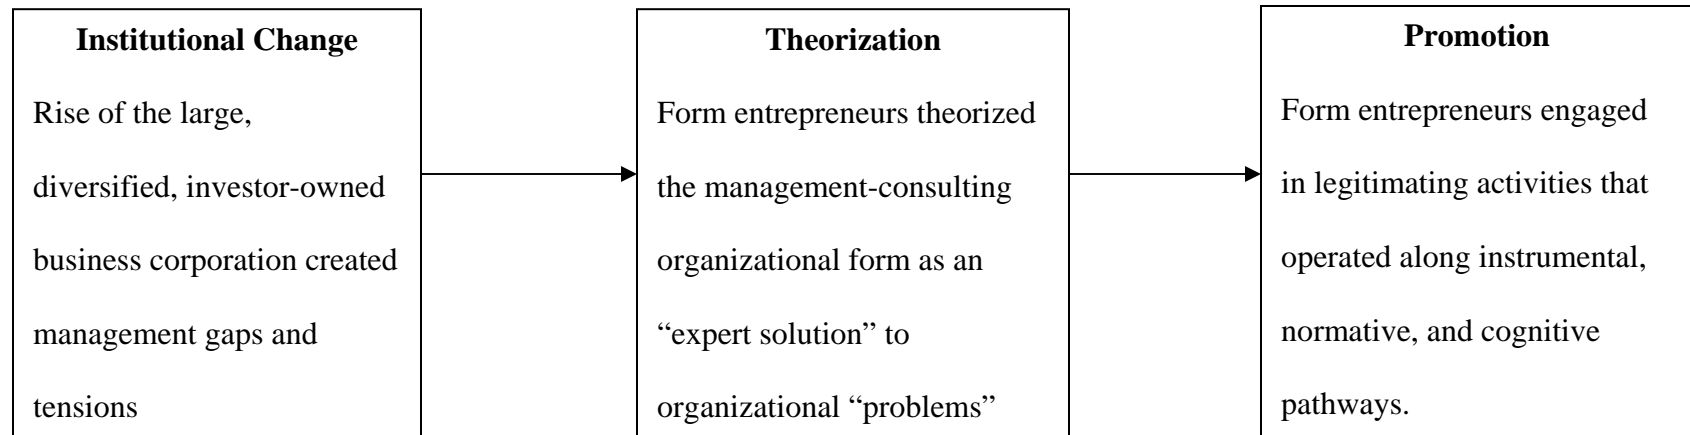 Institutional Change
Rise of the large,
diversified, investor-owned
business corporation created
management gaps and
tensions
Theorization
Form entrepreneurs theorized
the management-consulting
organizational form as an
“expert solution” to
organizational “problems”
Promotion
Form entrepreneurs engaged
in legitimating activities that
operated along instrumental,
normative, and cognitive
pathways.